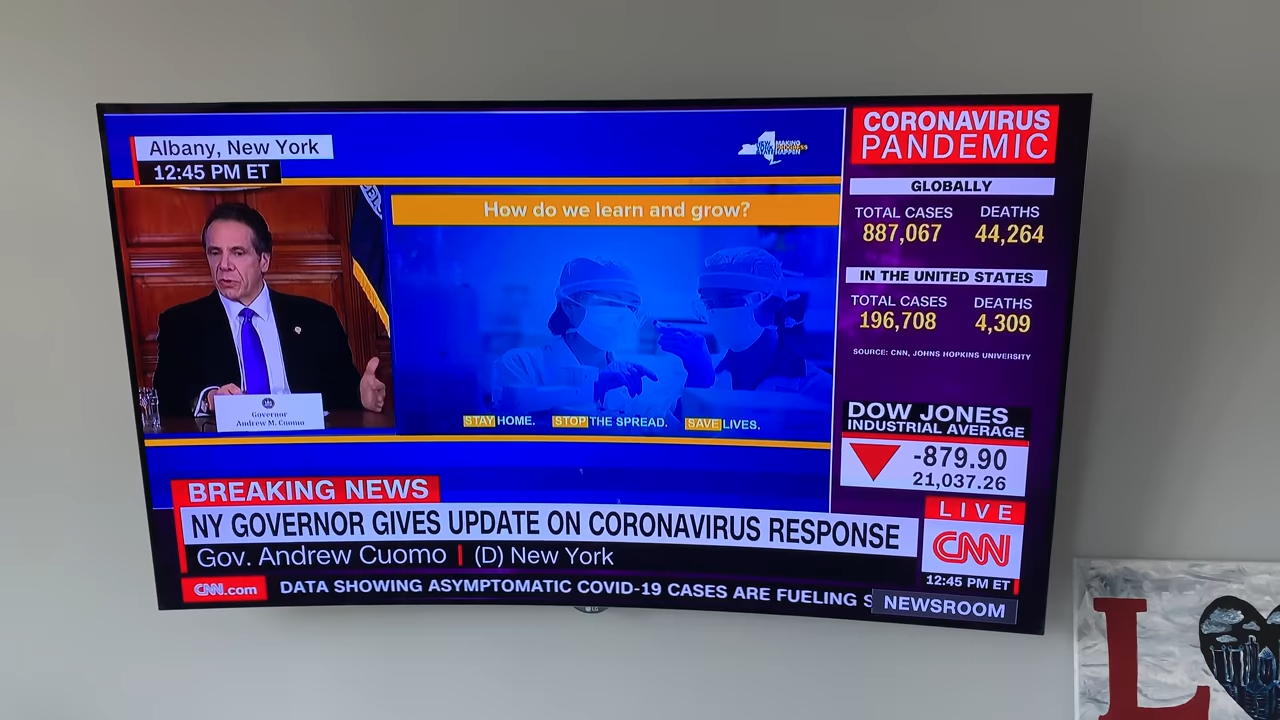 Albany, New York
12:45 PM ET
MAKING
PROGRESS
HAPPEN
How do we learn and grow?
Governor
Andrew M. Cuomo
STAY HOME. STOP THE SPREAD. SAVE LIVES.
CORONAVIRUS
PANDEMIC
GLOBALLY
TOTAL CASES DEATHS
887,067 44,264
IN THE UNITED STATES
TOTAL CASES DEATHS
196,708 4,309
SOURCE: CNN, JOHNS HOPKINS UNIVERSITY
DOW JONES
INDUSTRIAL AVERAGE
-879.90
21,037.26
BREAKING NEWS
NY GOVERNOR GIVES UPDATE ON CORONAVIRUS RESPONSE
Gov. Andrew Cuomo | (D) New York
LIVE
CNN
12:45 PM ET
CNN.com DATA SHOWING ASYMPTOMATIC COVID-19 CASES ARE FUELING S
NEWSROOM
LG
L